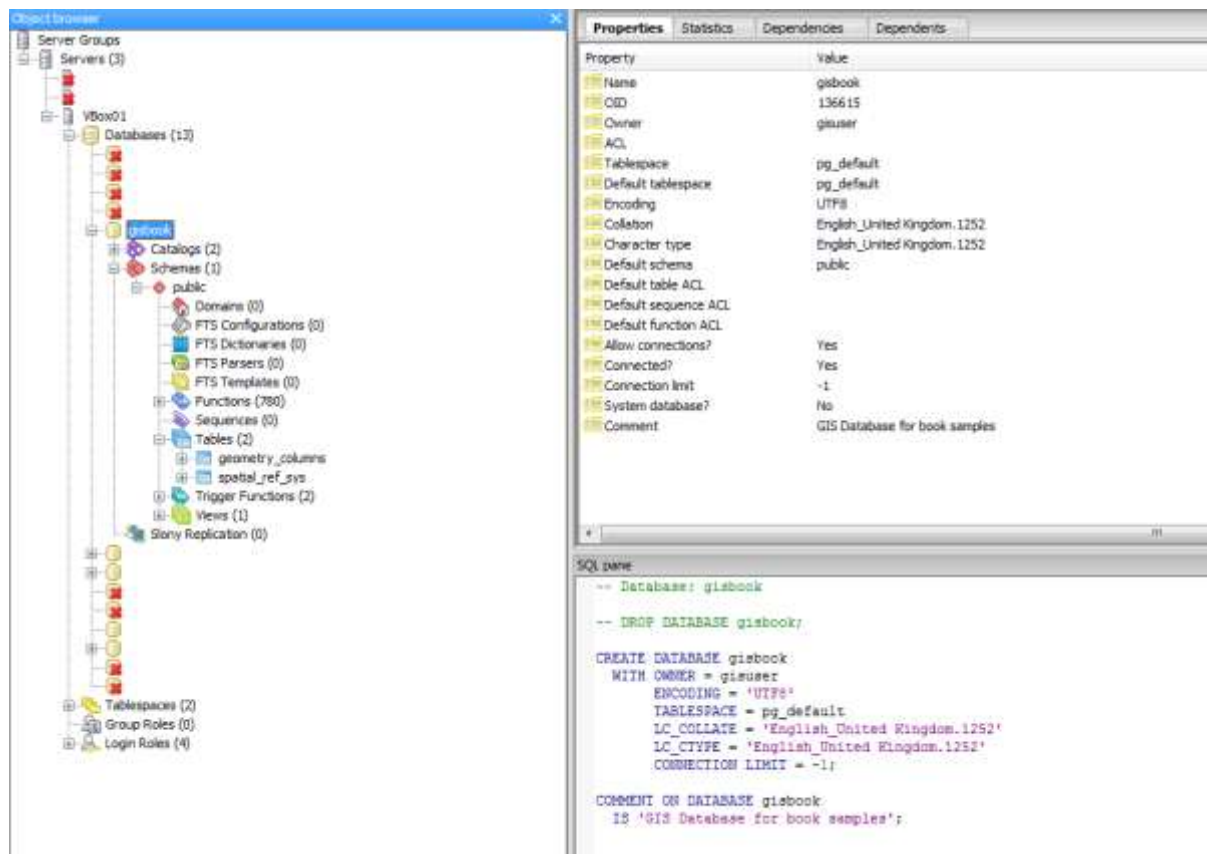 Object browser
Server Groups
Servers (3)
VBox01
Databases (13)
gisbook
Catalogs (2)
Schemas (1)
public
Domains (0)
FTS Configurations (0)
FTS Dictionaries (0)
FTS Parsers (0)
FTS Templates (0)
Functions (780)
Sequences (0)
Tables (2)
geometry_columns
spatial_ref_sys
Trigger Functions (2)
Views (1)
Slony Replication (0)
Tablespaces (2)
Group Roles (0)
Login Roles (4)
Properties Statistics Dependencies Dependents
Property Value
Name gisbook
OID 136615
Owner gisuser
ACL
Tablespace pg_default
Default tablespace pg_default
Encoding UTF8
Collation English_United Kingdom.1252
Character type English_United Kingdom.1252
Default schema public
Default table ACL
Default sequence ACL
Default function ACL
Allow connections? Yes
Connected? Yes
Connection limit -1
System database? No
Comment GIS Database for book samples
SQL pane
-- Database: gisbook
-- DROP DATABASE gisbook;
CREATE DATABASE gisbook
WITH OWNER = gisuser
ENCODING = 'UTF8'
TABLESPACE = pg_default
LC_COLLATE = 'English_United Kingdom.1252'
LC_CTYPE = 'English_United Kingdom.1252'
CONNECTION LIMIT = -1;
COMMENT ON DATABASE gisbook
IS 'GIS Database for book samples';